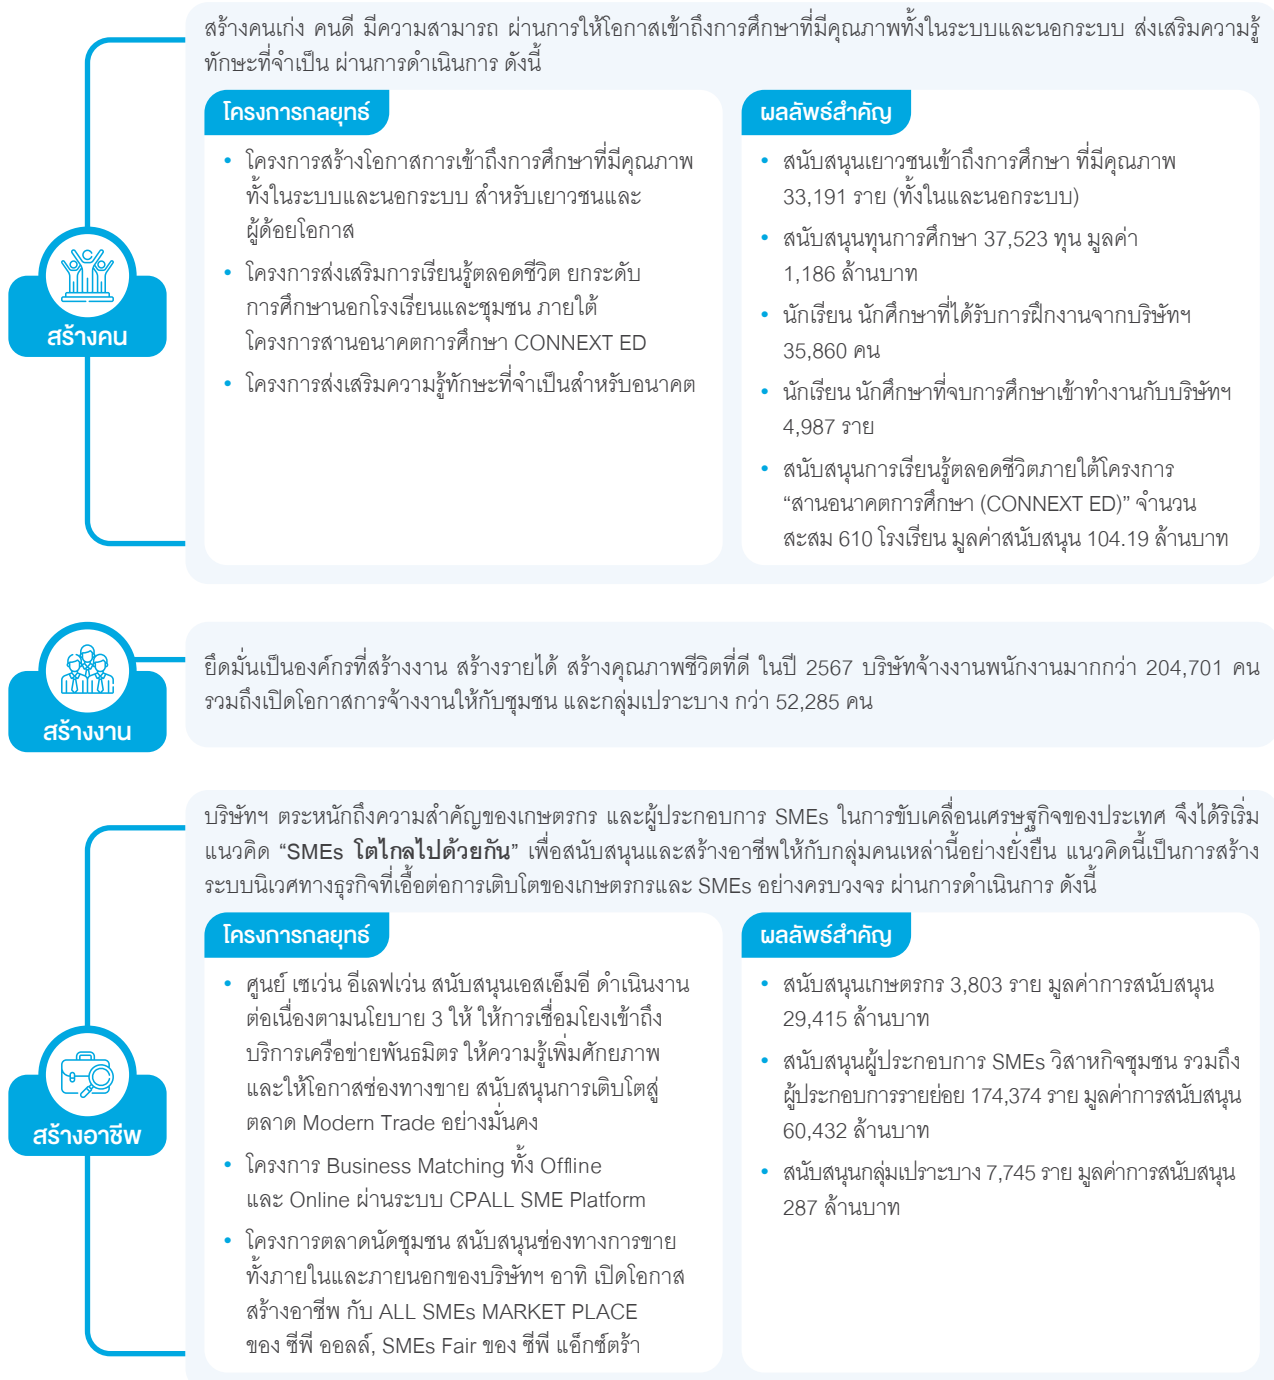 สร้างคนเก่ง คนดี มีความสามารถ ผ่านการให้โอกาสเข้าถึงการศึกษาที่มีคุณภาพทั้งในระบบและนอกระบบ ส่งเสริมความรู้
ทักษะที่จำเป็น ผ่านการดำเนินการ ดังนี้
สร้างคน
โครงการกลยุทธ์
• โครงการสร้างโอกาสการเข้าถึงการศึกษาที่มีคุณภาพ
ทั้งในระบบและนอกระบบ สำหรับเยาวชนและ
ผู้ด้อยโอกาส
• โครงการส่งเสริมการเรียนรู้ตลอดชีวิต ยกระดับ
การศึกษานอกโรงเรียนและชุมชน ภายใต้
โครงการสานอนาคตการศึกษา CONNEXT ED
• โครงการส่งเสริมความรู้ทักษะที่จำเป็นสำหรับอนาคต
ผลลัพธ์สำคัญ
• สนับสนุนเยาวชนเข้าถึงการศึกษา ที่มีคุณภาพ
33,191 ราย (ทั้งในและนอกระบบ)
• สนับสนุนทุนการศึกษา 37,523 ทุน มูลค่า
1,186 ล้านบาท
• นักเรียน นักศึกษาที่ได้รับการฝึกงานจากบริษัทฯ
35,860 คน
• นักเรียน นักศึกษาที่จบการศึกษาเข้าทำงานกับบริษัทฯ
4,987 ราย
• สนับสนุนการเรียนรู้ตลอดชีวิตภายใต้โครงการ
“สานอนาคตการศึกษา (CONNEXT ED)” จำนวน
สะสม 610 โรงเรียน มูลค่าสนับสนุน 104.19 ล้านบาท
สร้างงาน
ยึดมั่นเป็นองค์กรที่สร้างงาน สร้างรายได้ สร้างคุณภาพชีวิตที่ดี ในปี 2567 บริษัทจ้างงานพนักงานมากกว่า 204,701 คน
รวมถึงเปิดโอกาสการจ้างงานให้กับชุมชน และกลุ่มเปราะบาง กว่า 52,285 คน
บริษัทฯ ตระหนักถึงความสำคัญของเกษตรกร และผู้ประกอบการ SMEs ในการขับเคลื่อนเศรษฐกิจของประเทศ จึงได้ริเริ่ม
แนวคิด “SMEs โตไกลไปด้วยกัน” เพื่อสนับสนุนและสร้างอาชีพให้กับกลุ่มคนเหล่านี้อย่างยั่งยืน แนวคิดนี้เป็นการสร้าง
ระบบนิเวศทางธุรกิจที่เอื้อต่อการเติบโตของเกษตรกรและ SMEs อย่างครบวงจร ผ่านการดำเนินการ ดังนี้
สร้างอาชีพ
โครงการกลยุทธ์
• ศูนย์ เซเว่น อีเลฟเว่น สนับสนุนเอสเอ็มอี ดำเนินงาน
ต่อเนื่องตามนโยบาย 3 ให้ ให้การเชื่อมโยงเข้าถึง
บริการเครือข่ายพันธมิตร ให้ความรู้เพิ่มศักยภาพ
และให้โอกาสช่องทางขาย สนับสนุนการเติบโตสู่
ตลาด Modern Trade อย่างมั่นคง
• โครงการ Business Matching ทั้ง Offline
และ Online ผ่านระบบ CPALL SME Platform
• โครงการตลาดนัดชุมชน สนับสนุนช่องทางการขาย
ทั้งภายในและภายนอกของบริษัทฯ อาทิ เปิดโอกาส
สร้างอาชีพ กับ ALL SMEs MARKET PLACE
ของ ซีพี ออลล์, SMEs Fair ของ ซีพี แอ็กซ์ตร้า
ผลลัพธ์สำคัญ
• สนับสนุนเกษตรกร 3,803 ราย มูลค่าการสนับสนุน
29,415 ล้านบาท
• สนับสนุนผู้ประกอบการ SMEs วิสาหกิจชุมชน รวมถึง
ผู้ประกอบการรายย่อย 174,374 ราย มูลค่าการสนับสนุน
60,432 ล้านบาท
• สนับสนุนกลุ่มเปราะบาง 7,745 ราย มูลค่าการสนับสนุน
287 ล้านบาท